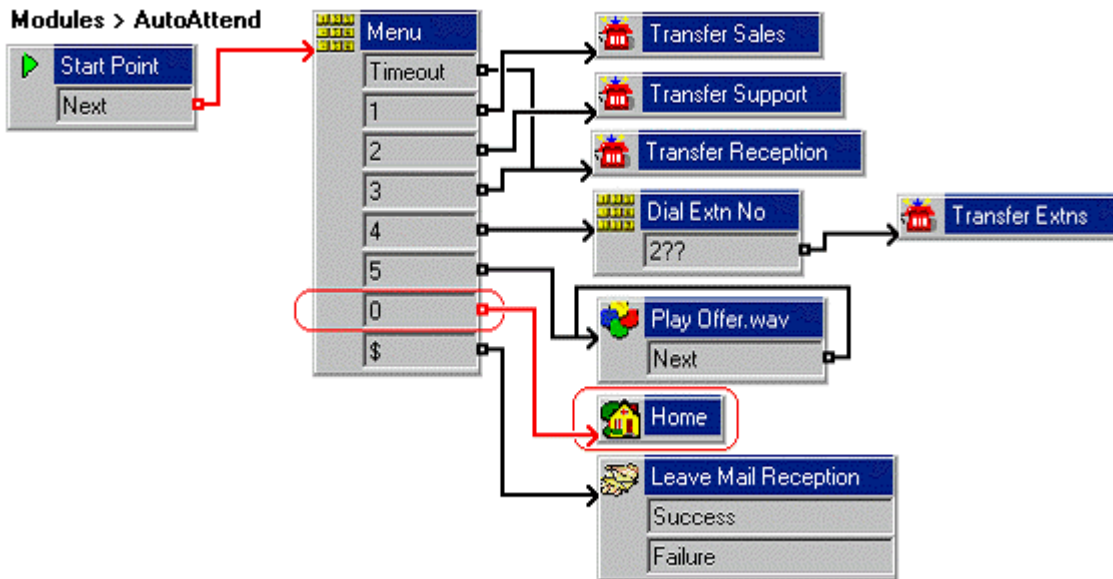 Modules > AutoAttend
Start Point
Next
Menu
Timeout
1
2
3
4
5
0
$
Transfer Sales
Transfer Support
Transfer Reception
Dial Extn No
2??
Transfer Extns
Play Offer.wav
Next
Home
Leave Mail Reception
Success
Failure